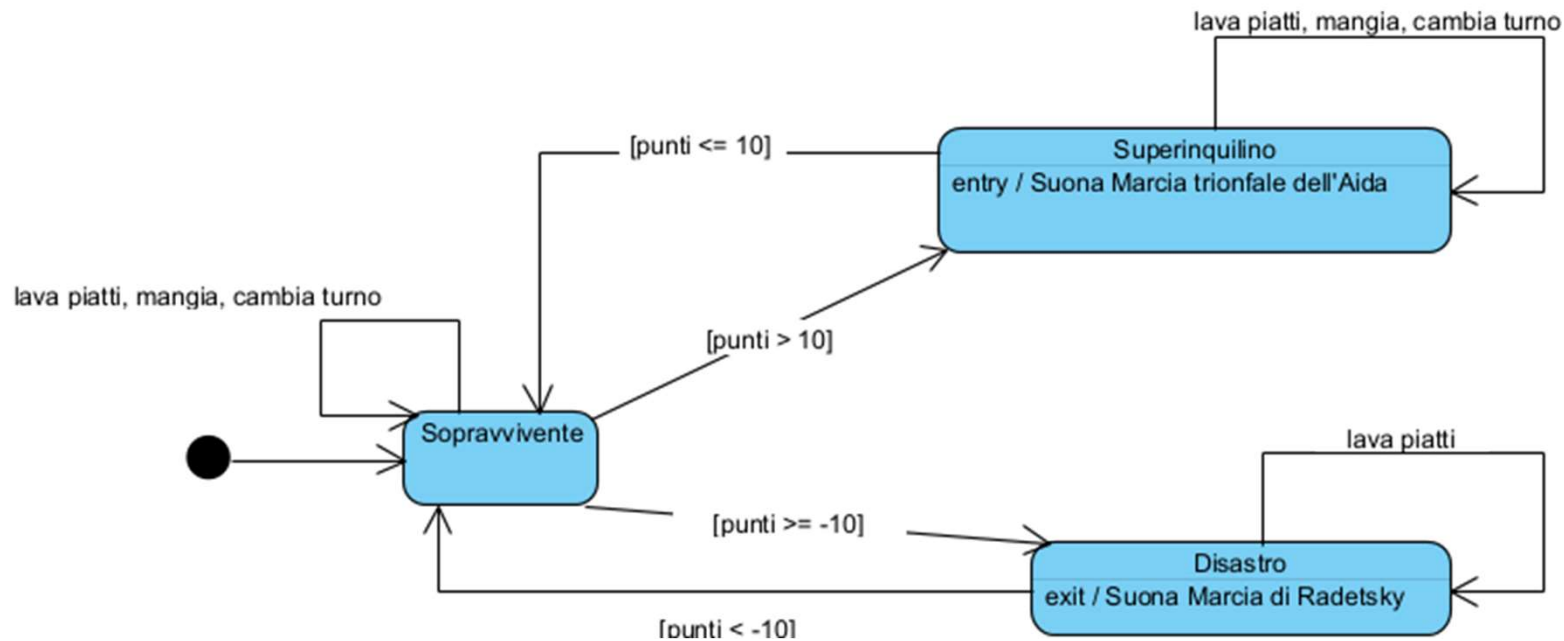 lava piatti, mangia, cambia turno
[punti <= 10]
Superinquilino
entry / Suona Marcia trionfale dell'Aida
lava piatti, mangia, cambia turno
[punti > 10]
Sopravvivente
lava piatti
[punti >= -10]
Disastro
exit / Suona Marcia di Radetsky
[punti < -10]